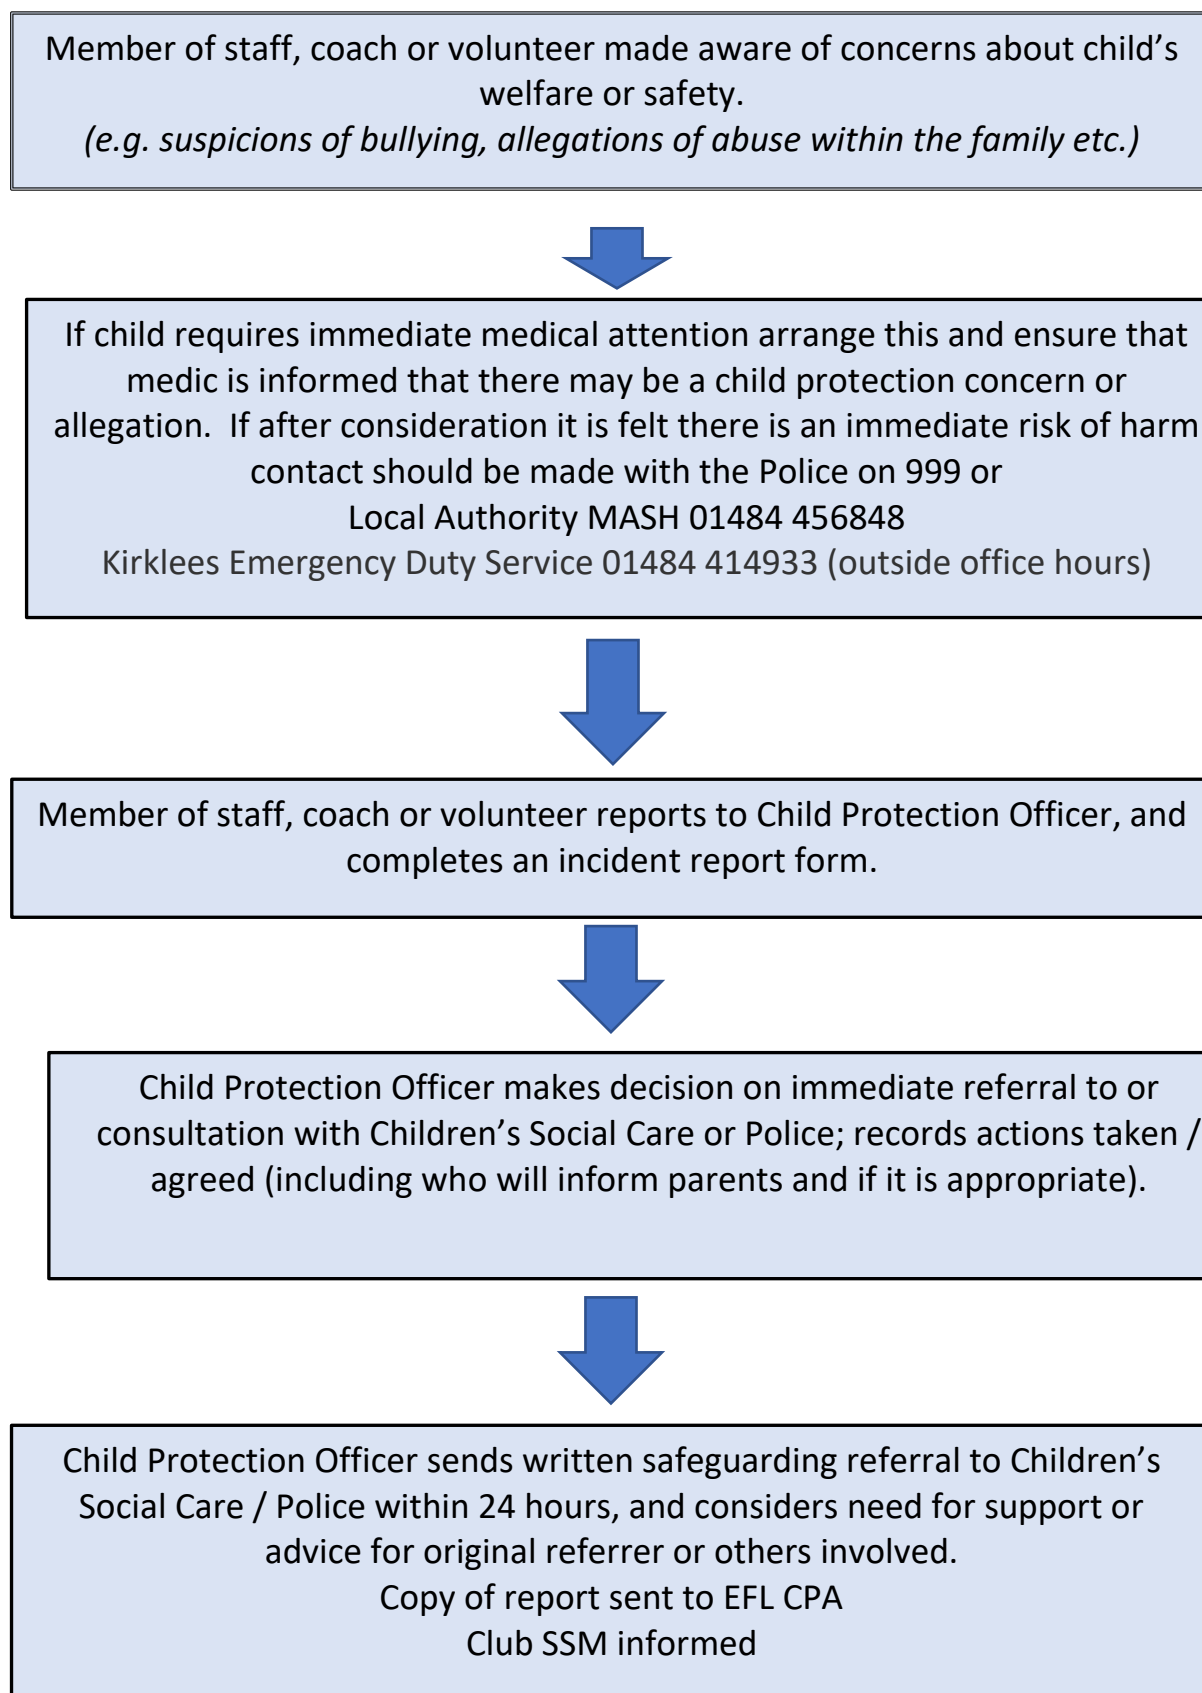 Member of staff, coach or volunteer made aware of concerns about child’s
welfare or safety.
(e.g. suspicions of bullying, allegations of abuse within the family etc.)
If child requires immediate medical attention arrange this and ensure that
medic is informed that there may be a child protection concern or
allegation.  If after consideration it is felt there is an immediate risk of harm
contact should be made with the Police on 999 or
Local Authority MASH 01484 456848
Kirklees Emergency Duty Service 01484 414933 (outside office hours)
Member of staff, coach or volunteer reports to Child Protection Officer, and
completes an incident report form.
Child Protection Officer makes decision on immediate referral to or
consultation with Children’s Social Care or Police; records actions taken /
agreed (including who will inform parents and if it is appropriate).
Child Protection Officer sends written safeguarding referral to Children’s
Social Care / Police within 24 hours, and considers need for support or
advice for original referrer or others involved.
Copy of report sent to EFL CPA
Club SSM informed